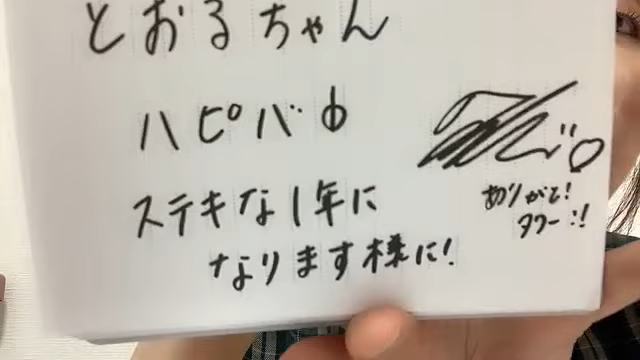 とおるちゃん
ハピバ
ステキな1年に
なります様に!
ありがと!
タワー!!